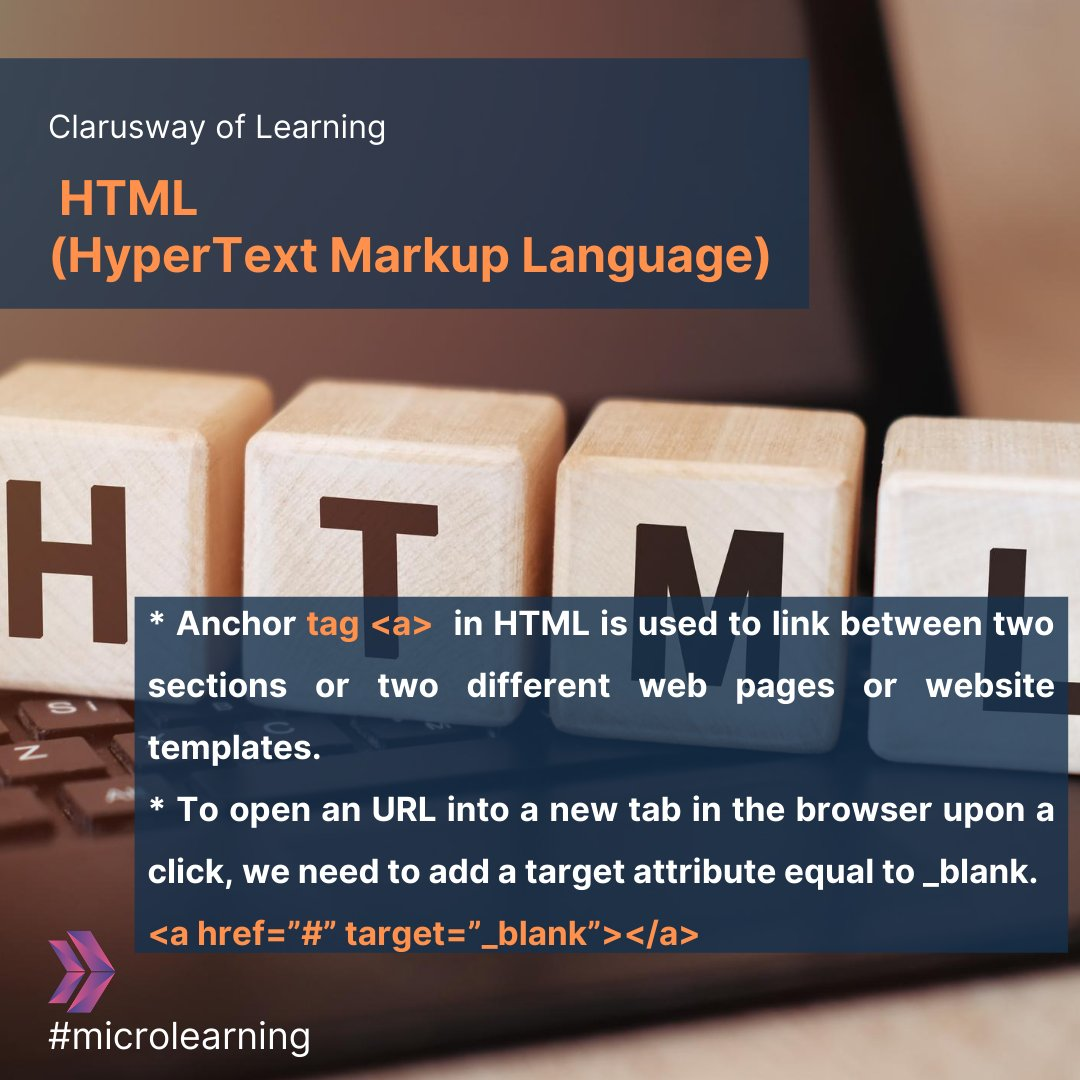 Clarusway of Learning
HTML
(HyperText Markup Language)
H T M L
* Anchor tag <a> in HTML is used to link between two
sections or two different web pages or website
templates.
* To open an URL into a new tab in the browser upon a
click, we need to add a target attribute equal to _blank.
<a href=”#” target=”_blank”></a>
SI
Z
C
B
M
#microlearning